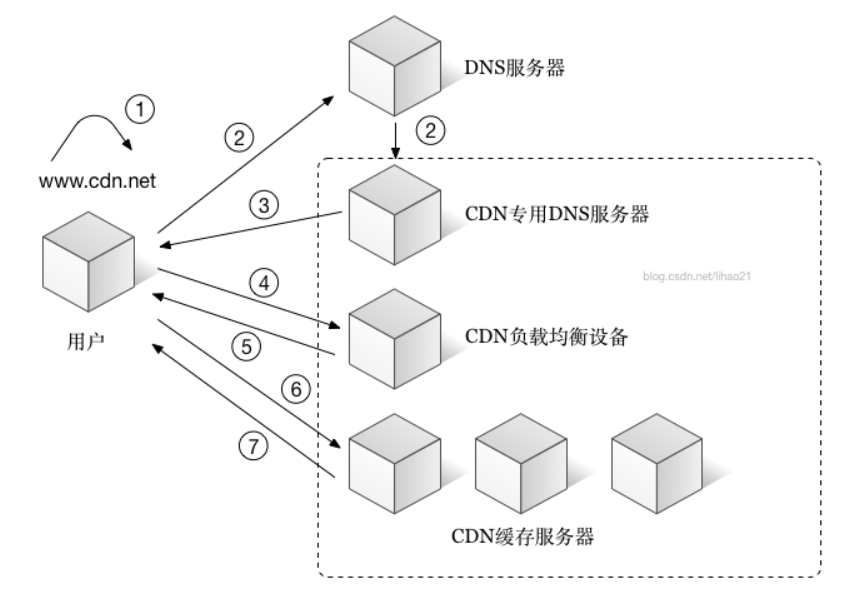 DNS服务器
①
②
②
www.cdn.net
③
CDN专用DNS服务器
blog.csdn.net/lihao21
④
用户
CDN负载均衡设备
⑤
⑥
⑦
CDN缓存服务器